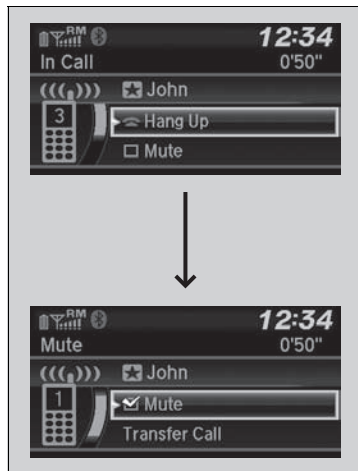 RM
12:34
In Call
0'50"
John
3
Hang Up
Mute
RM
12:34
Mute
0'50"
John
1
Mute
Transfer Call